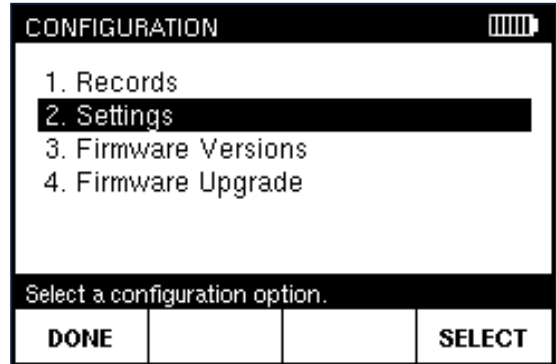 CONFIGURATION
1. Records
2. Settings
3. Firmware Versions
4. Firmware Upgrade
Select a configuration option.
DONE SELECT